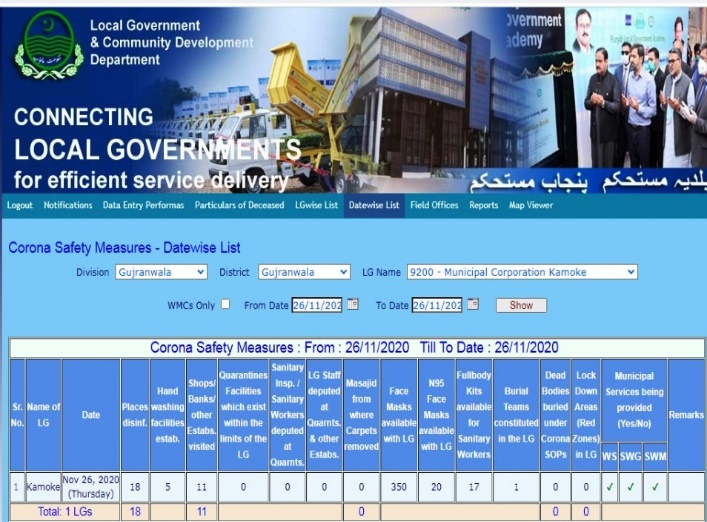 Local Government
& Community Development
Department
CONNECTING
LOCAL GOVERNMENTS
for efficient service delivery
بلدیہ مستحکم پنجاب مستحکم
Logout Notifications Data Entry Performas Particulars of Deceased LGwise List Datewise List Field Offices Reports Map Viewer
Corona Safety Measures - Datewise List
Division Gujranwala District Gujranwala LG Name 9200 - Municipal Corporation Kamoke
WMCs Only From Date 26/11/202 To Date 26/11/202 Show
Corona Safety Measures : From : 26/11/2020 Till To Date : 26/11/2020
Sr. No.
Name of LG
Date
Places disinf.
Hand washing facilities estab.
Shops/ Banks/ other Estabs. visited
Quarantines Facilities which exist within the limits of the LG
Sanitary Insp. / Sanitary Workers deputed at Quarnts.
LG Staff deputed at Quarnts. & other Estabs.
Masajid from where Carpets removed
Face Masks available with LG
N95 Face Masks available with LG
Fullbody Kits available for Sanitary Workers
Burial Teams constituted in the LG
Dead Bodies buried under Corona SOPs
Lock Down Areas (Red Zones) in LG
Municipal Services being provided (Yes/No)
WS SWG SWM
Remarks
1 Kamoke Nov 26, 2020 (Thursday) 18 5 11 0 0 0 0 350 20 17 1 0 0 ✓ ✓ ✓
Total: 1 LGs 18 11 0 0 0